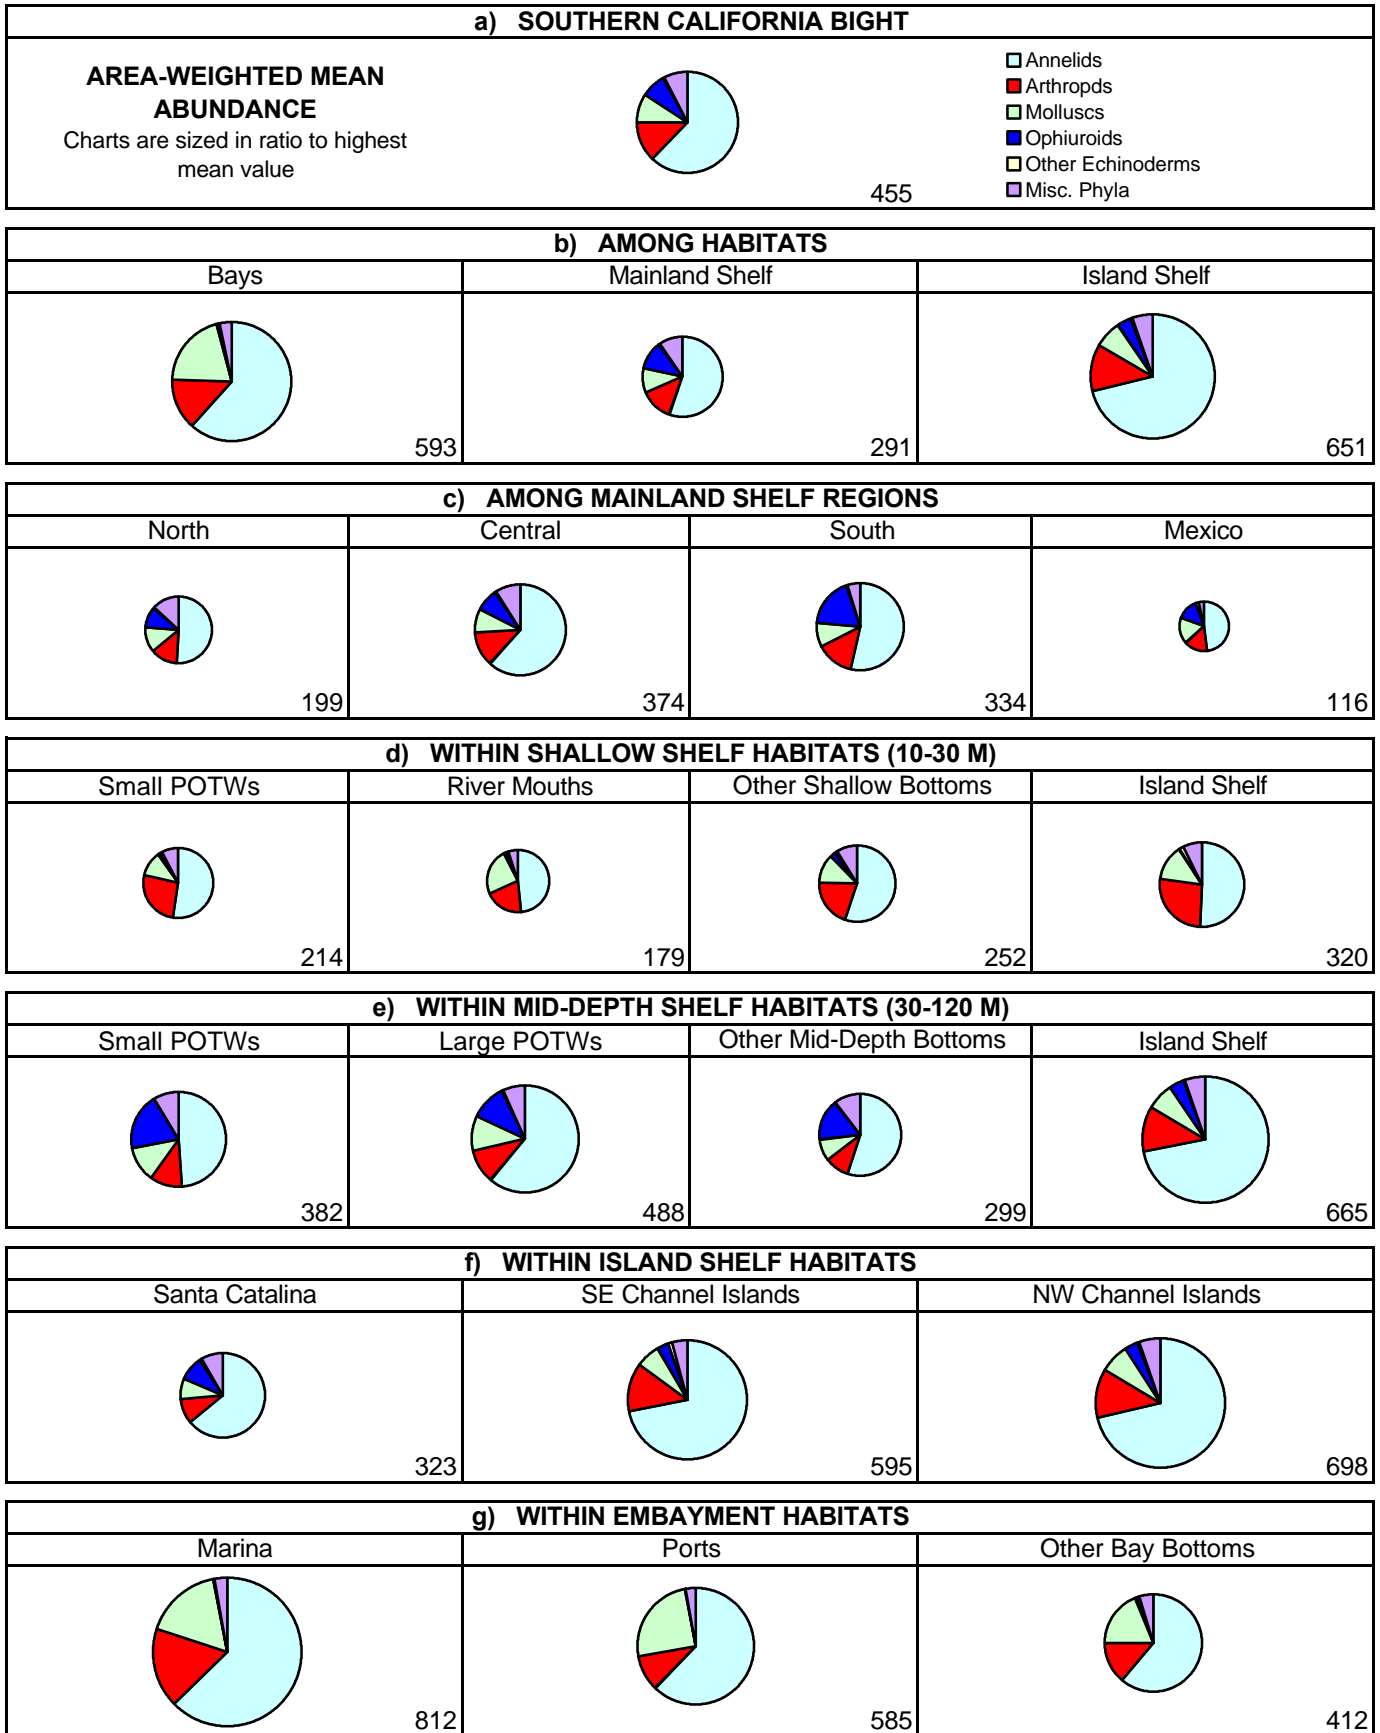 a) SOUTHERN CALIFORNIA BIGHT
AREA-WEIGHTED MEAN
ABUNDANCE
Charts are sized in ratio to highest
mean value
455
Annelids
Arthropds
Molluscs
Ophiuroids
Other Echinoderms
Misc. Phyla
b) AMONG HABITATS
Bays Mainland Shelf Island Shelf
593 291 651
c) AMONG MAINLAND SHELF REGIONS
North Central South Mexico
199 374 334 116
d) WITHIN SHALLOW SHELF HABITATS (10-30 M)
Small POTWs River Mouths Other Shallow Bottoms Island Shelf
214 179 252 320
e) WITHIN MID-DEPTH SHELF HABITATS (30-120 M)
Small POTWs Large POTWs Other Mid-Depth Bottoms Island Shelf
382 488 299 665
f) WITHIN ISLAND SHELF HABITATS
Santa Catalina SE Channel Islands NW Channel Islands
323 595 698
g) WITHIN EMBAYMENT HABITATS
Marina Ports Other Bay Bottoms
812 585 412